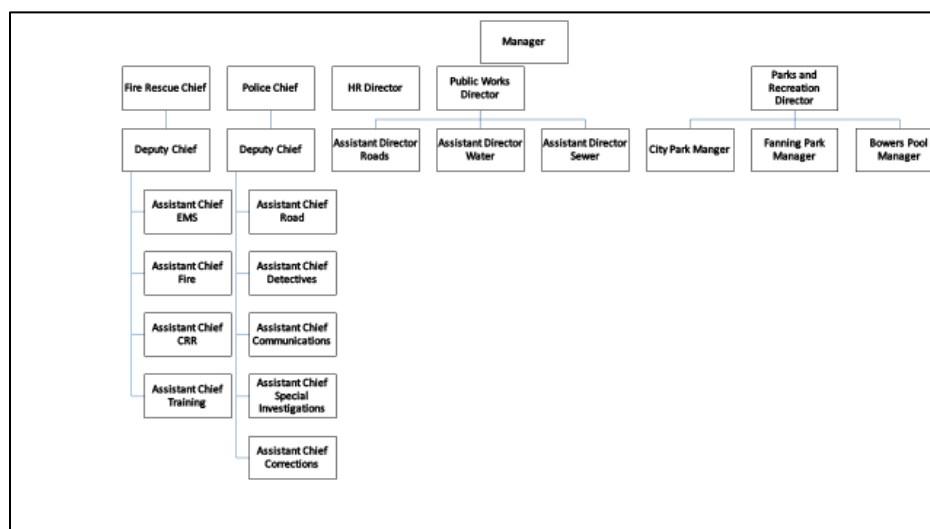 Manager
Fire Rescue Chief
Police Chief
HR Director
Public Works
Director
Parks and
Recreation
Director
Deputy Chief
Deputy Chief
Assistant Director
Roads
Assistant Director
Water
Assistant Director
Sewer
City Park Manger
Fanning Park
Manager
Bowers Pool
Manager
Assistant Chief
EMS
Assistant Chief
Road
Assistant Chief
Fire
Assistant Chief
Detectives
Assistant Chief
CRR
Assistant Chief
Communications
Assistant Chief
Training
Assistant Chief
Special
Investigations
Assistant Chief
Corrections